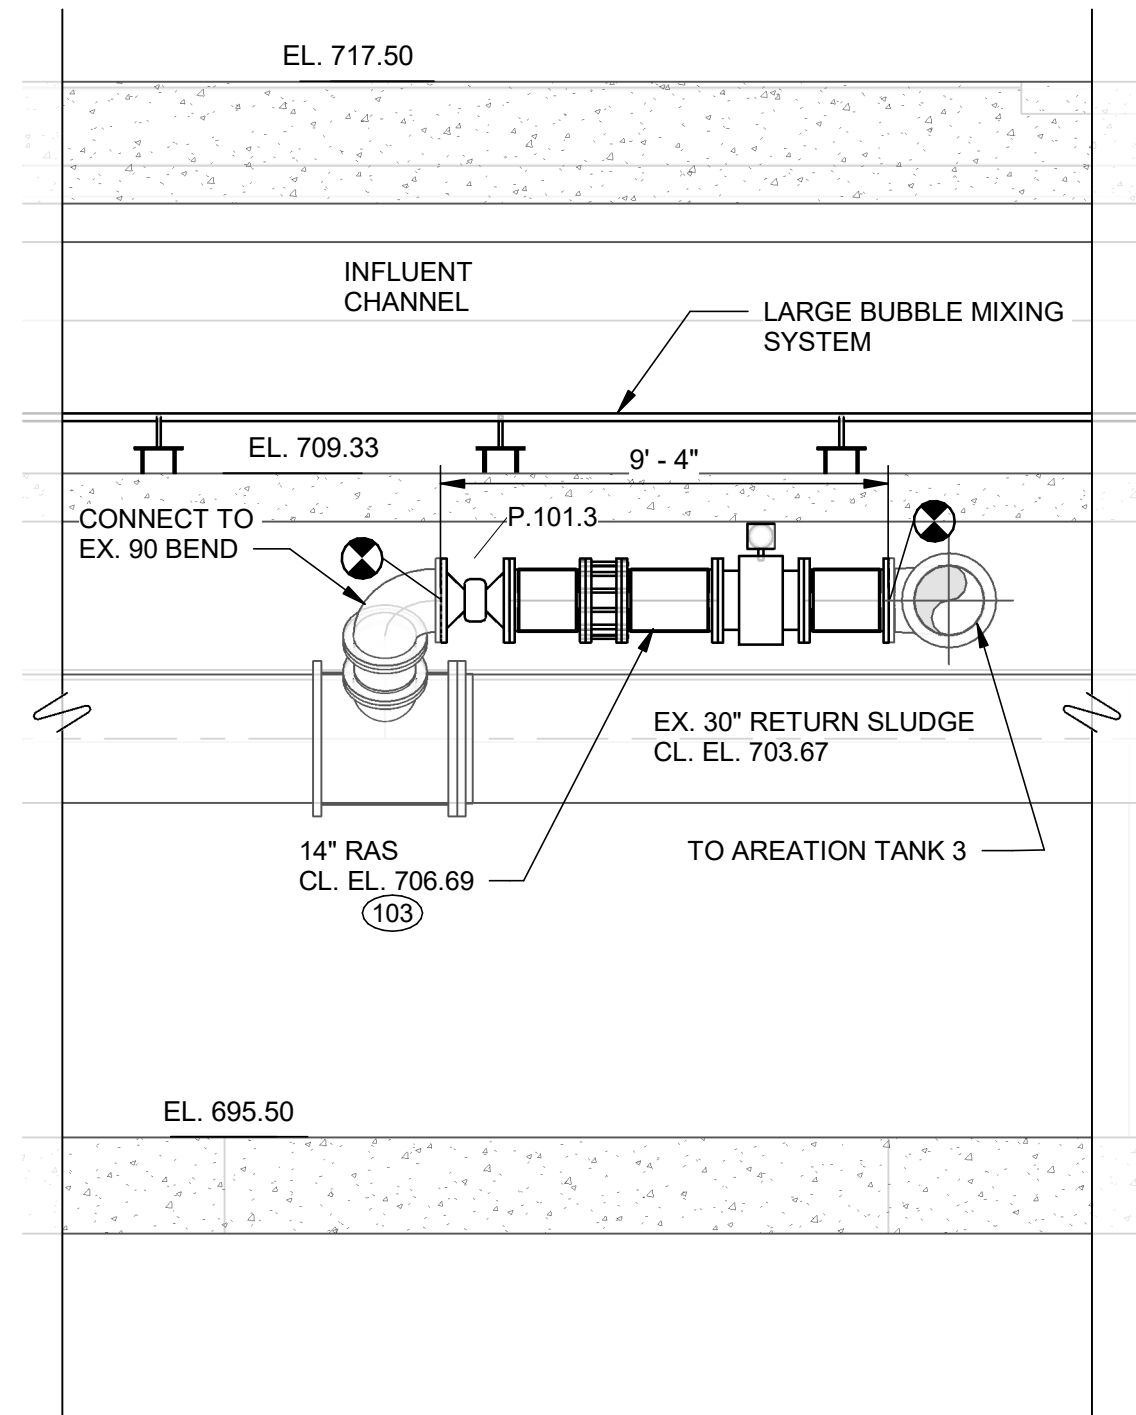 EL. 717.50
INFLUENT
CHANNEL
LARGE BUBBLE MIXING
SYSTEM
EL. 709.33
9' - 4"
CONNECT TO
EX. 90 BEND
P.101.3
EX. 30" RETURN SLUDGE
CL. EL. 703.67
14" RAS
CL. EL. 706.69
103
TO AREATION TANK 3
EL. 695.50